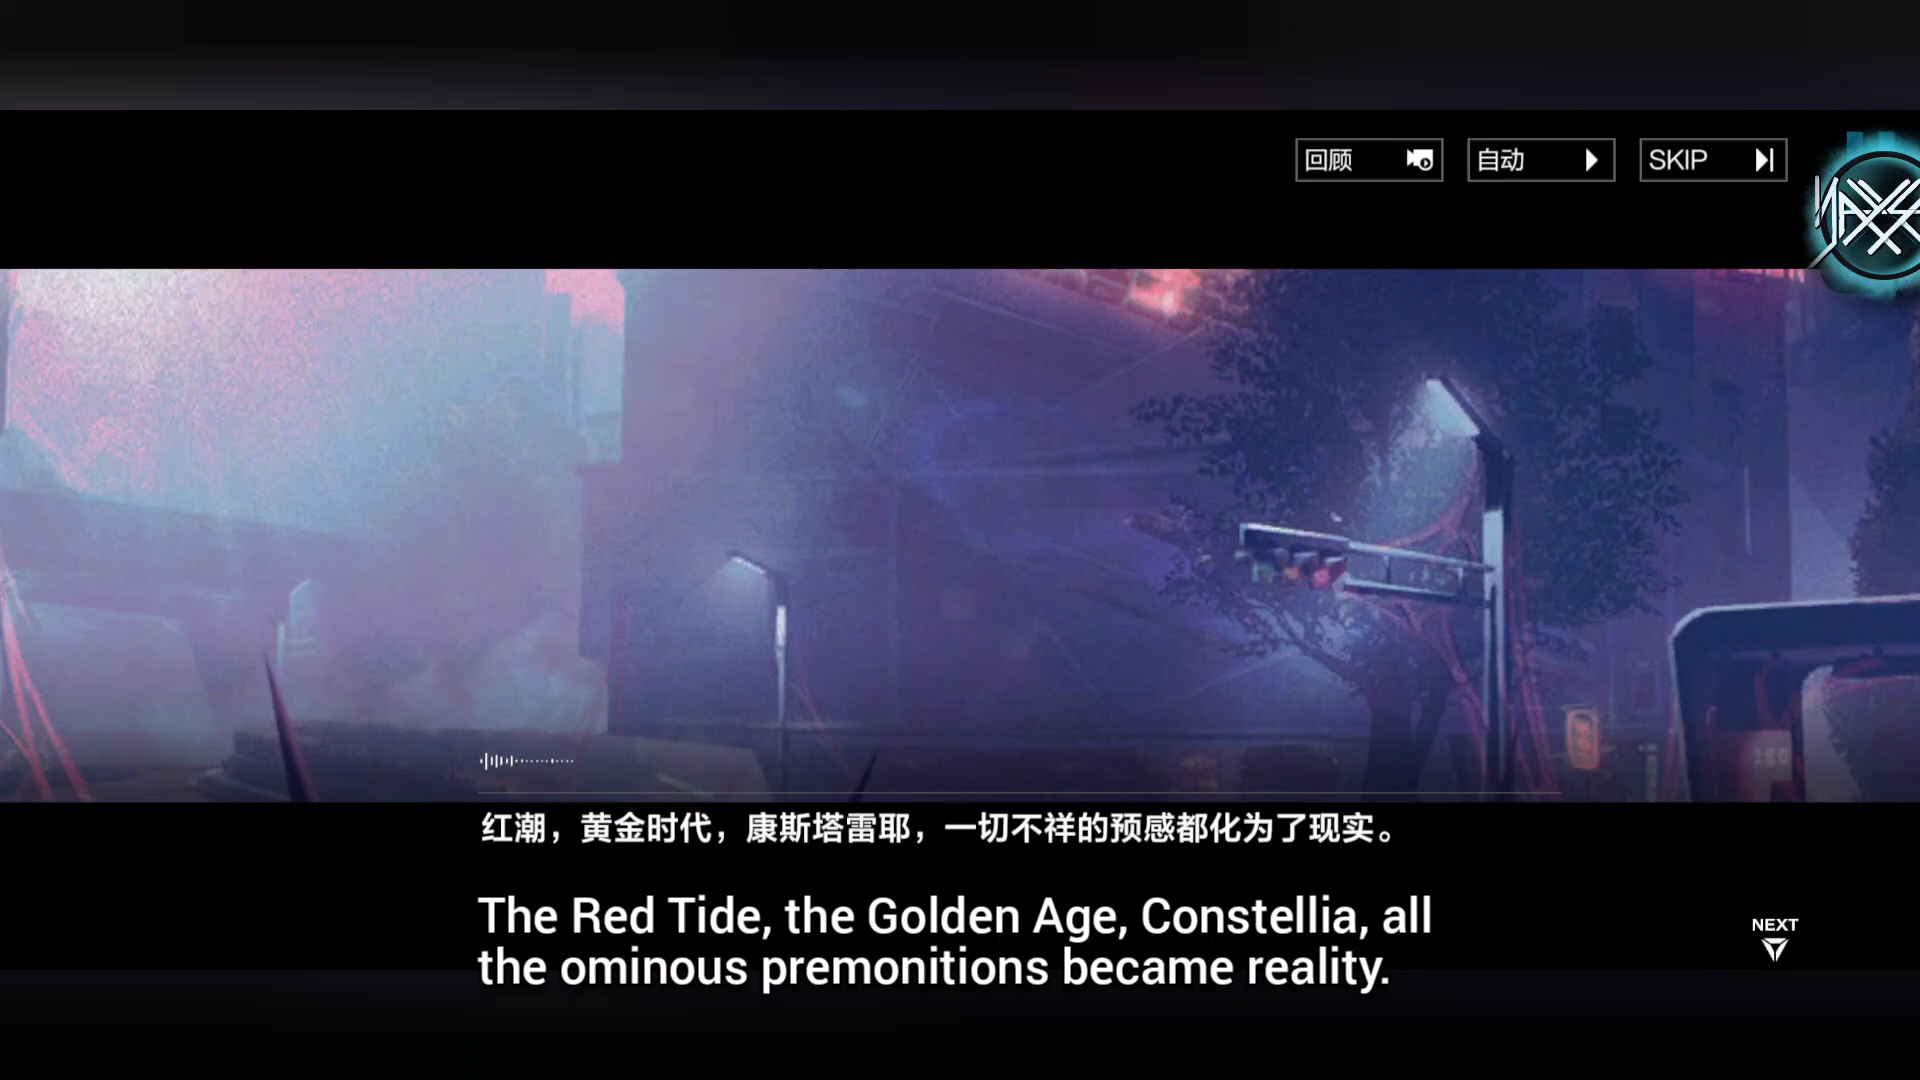 回顾
自动
SKIP
红潮，黄金时代，康斯塔雷耶，一切不祥的预感都化为了现实。
The Red Tide, the Golden Age, Constellia, all
the ominous premonitions became reality.
NEXT